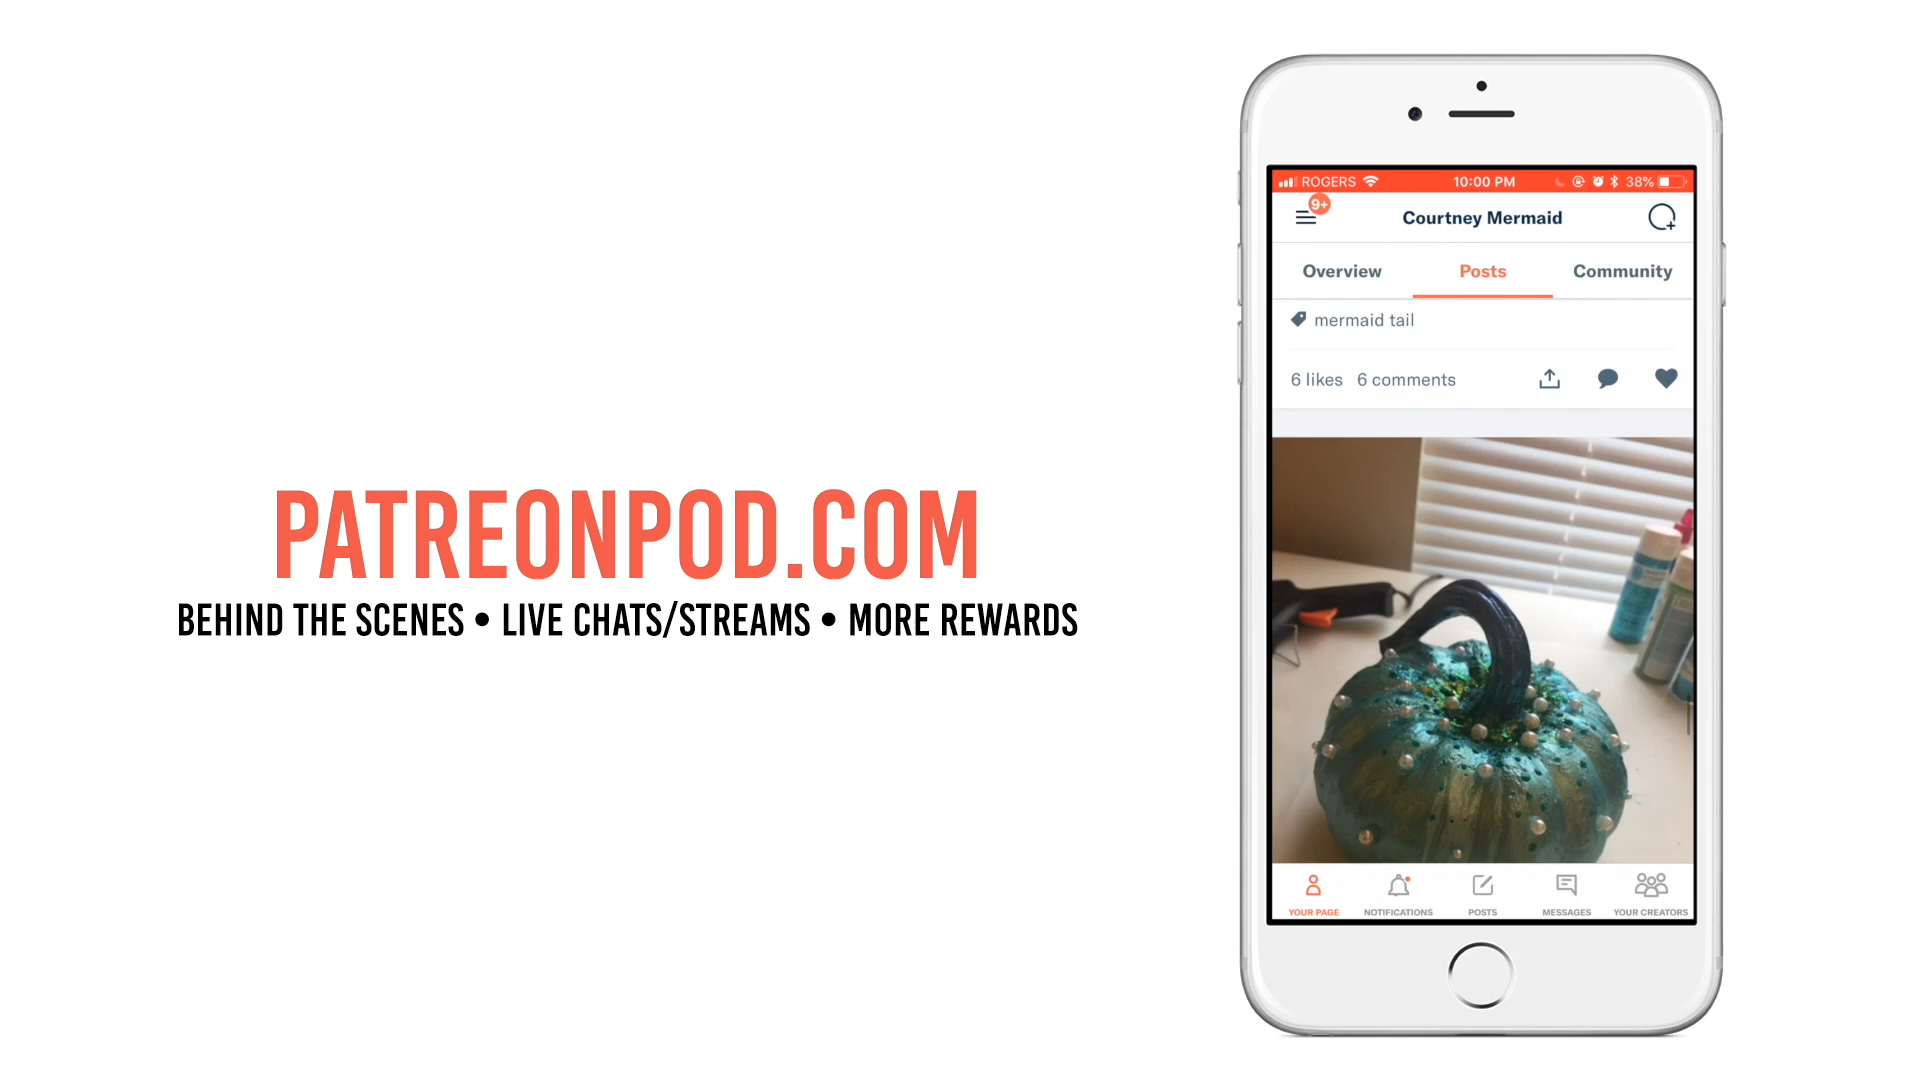 PATREONPOD.COM
BEHIND THE SCENES • LIVE CHATS/STREAMS • MORE REWARDS
ROGERS 10:00 PM 38%
9+
Courtney Mermaid
Overview Posts Community
mermaid tail
6 likes 6 comments
YOUR PAGE NOTIFICATIONS POSTS MESSAGES YOUR CREATORS